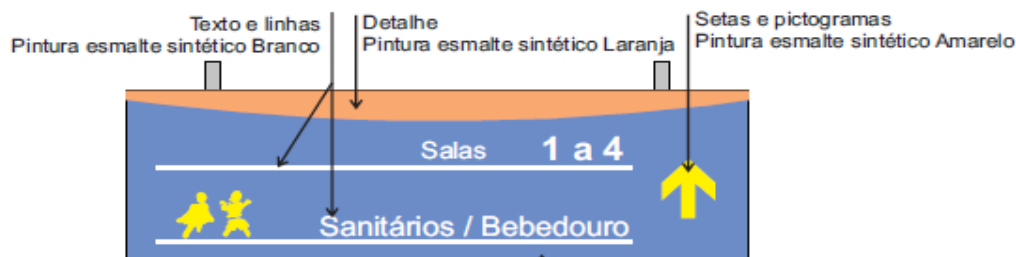 Texto e linhas
Pintura esmalte sintético Branco
Detalhe
Pintura esmalte sintético Laranja
Setas e pictogramas
Pintura esmalte sintético Amarelo
Salas 1 a 4
Sanitários / Bebedouro